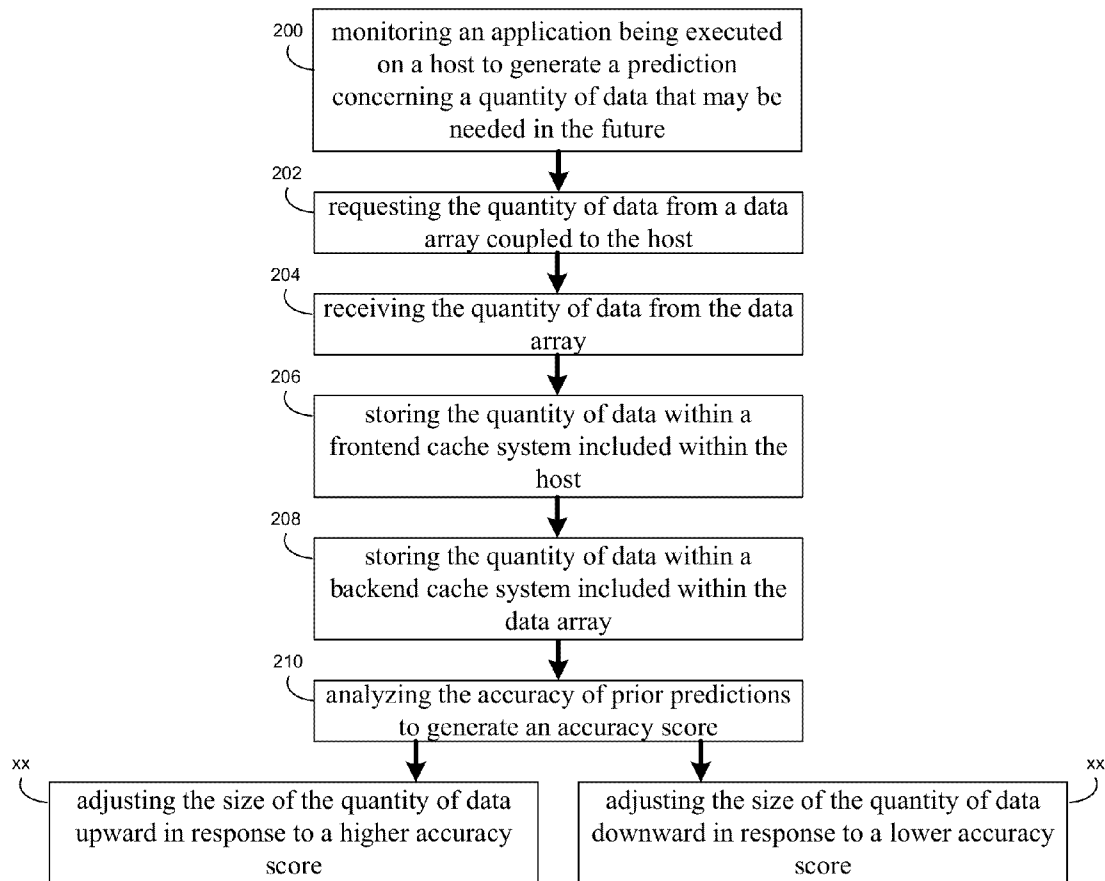 200
monitoring an application being executed
on a host to generate a prediction
concerning a quantity of data that may be
needed in the future
202
requesting the quantity of data from a data
array coupled to the host
204
receiving the quantity of data from the data
array
206
storing the quantity of data within a
frontend cache system included within the
host
208
storing the quantity of data within a
backend cache system included within the
data array
210
analyzing the accuracy of prior predictions
to generate an accuracy score
xx
adjusting the size of the quantity of data
upward in response to a higher accuracy
score
xx
adjusting the size of the quantity of data
downward in response to a lower accuracy
score